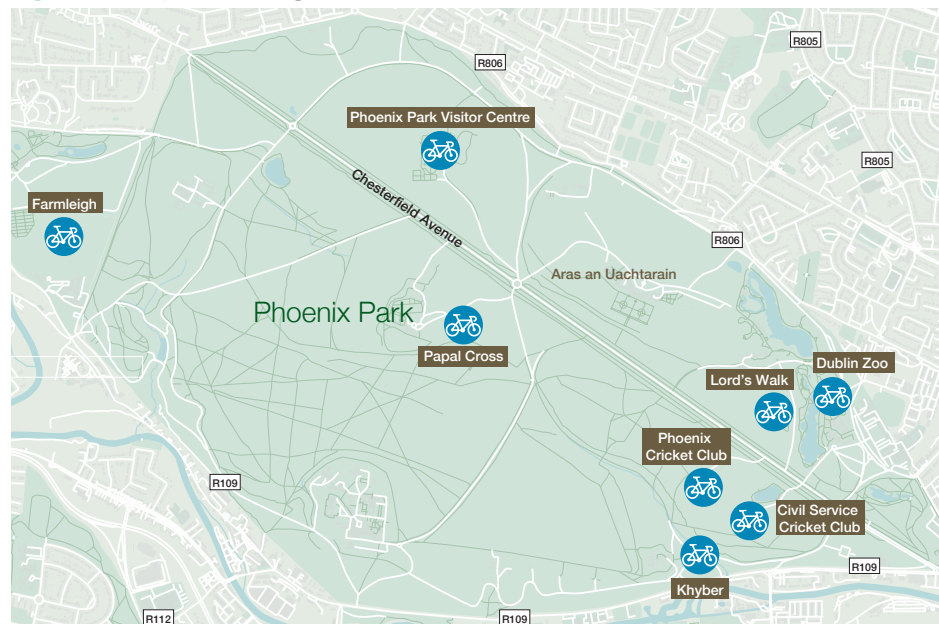 R805
R806
Phoenix Park Visitor Centre
R805
Chesterfield Avenue
Farmleigh
R806
Aras an Uachtarain
Phoenix Park
Papal Cross
Dublin Zoo
Lord's Walk
Phoenix
Cricket Club
R109
Civil Service
Cricket Club
R109
Khyber
R112
R109